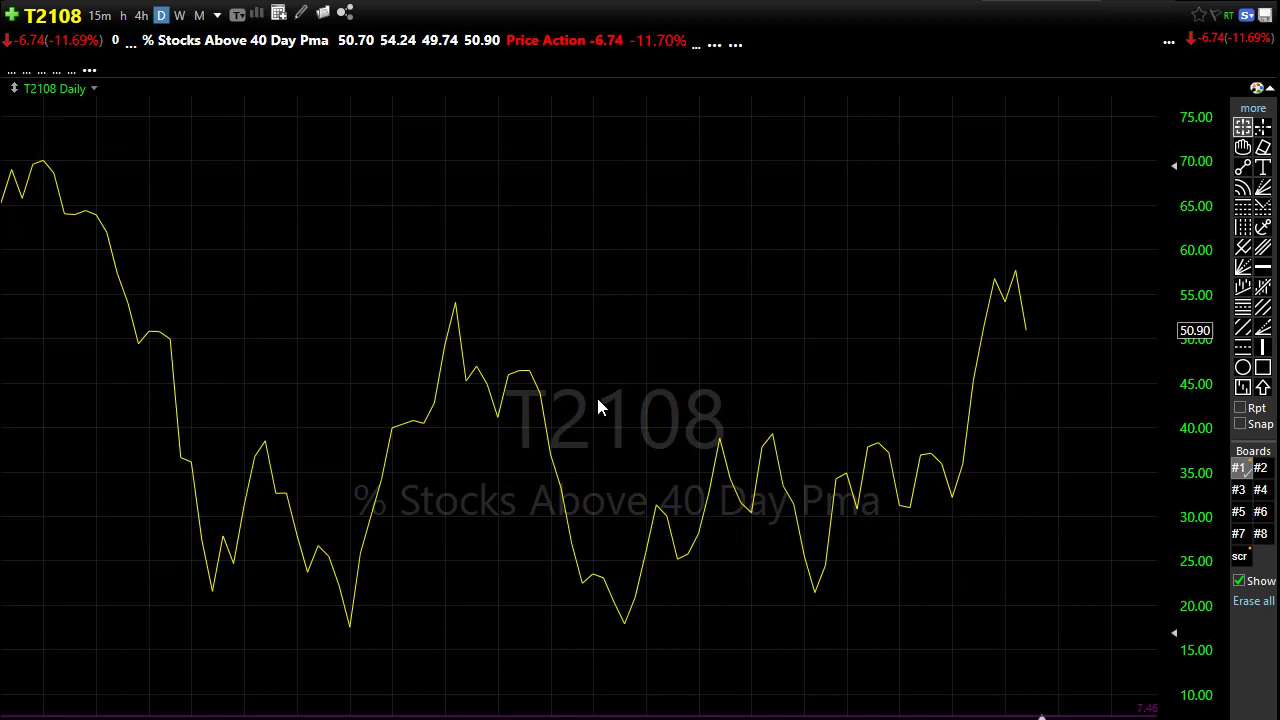 T2108 15m h 4h D W M T RT S
-6.74(-11.69%) 0 ... % Stocks Above 40 Day Pma 50.70 54.24 49.74 50.90 Price Action -6.74 -11.70% ... ... ... ... -6.74(-11.69%)
... ... ... ... ... ...
T2108 Daily
more
75.00
70.00
65.00
60.00
55.00
50.90
50.00
45.00
40.00
35.00
30.00
25.00
20.00
15.00
10.00
7.46
T2108
% Stocks Above 40 Day Pma
T
Rpt
Snap
Boards
#1 #2
#3 #4
#5 #6
#7 #8
scr
Show
Erase all